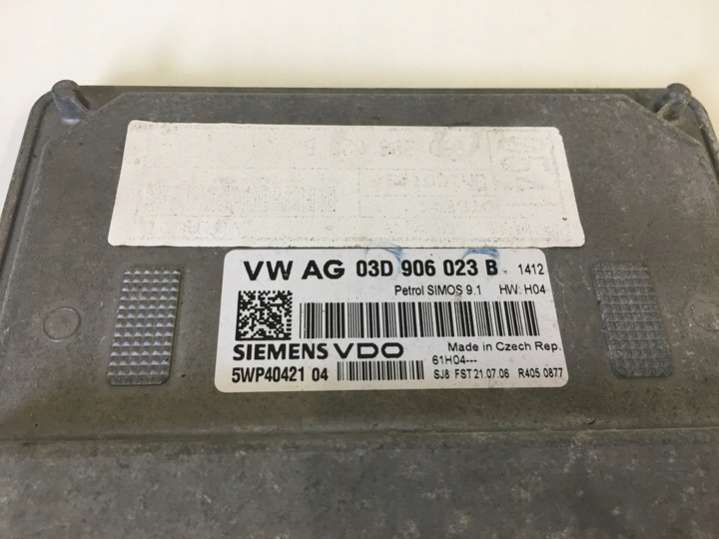 VW AG 03D 906 023 B 1412
Petrol SIMOS 9.1 HW: H04
SIEMENS VDO Made in Czech Rep.
61H04---
5WP40421 04 SJ6 FST 21.07.06 R405 0877